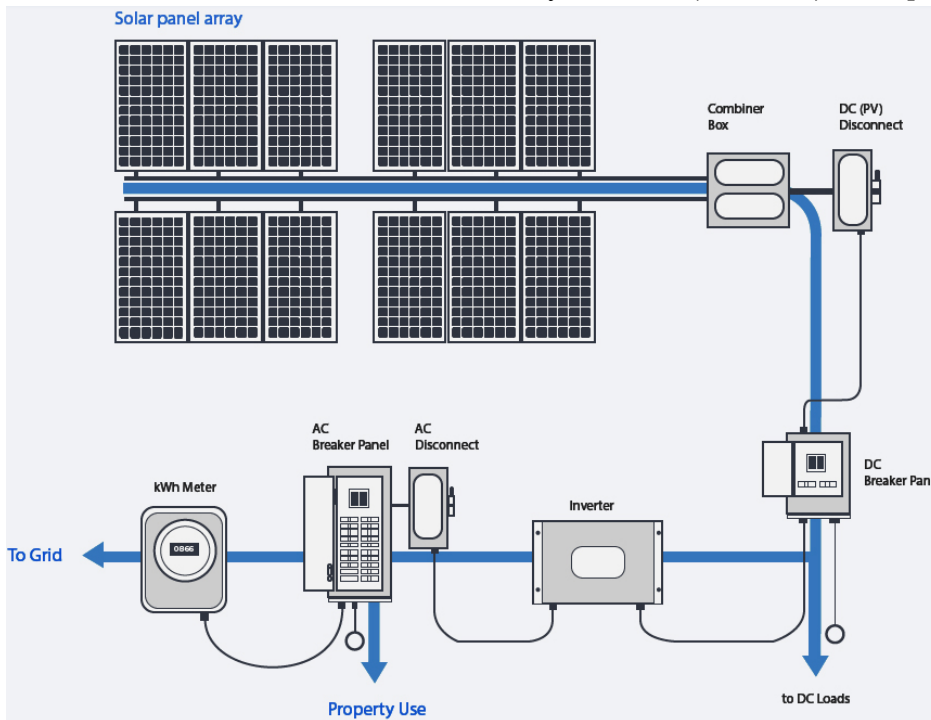 Solar panel array
Combiner
Box
DC (PV)
Disconnect
AC
Breaker Panel
AC
Disconnect
DC
Breaker Pan
kWh Meter
Inverter
0866
To Grid
to DC Loads
Property Use